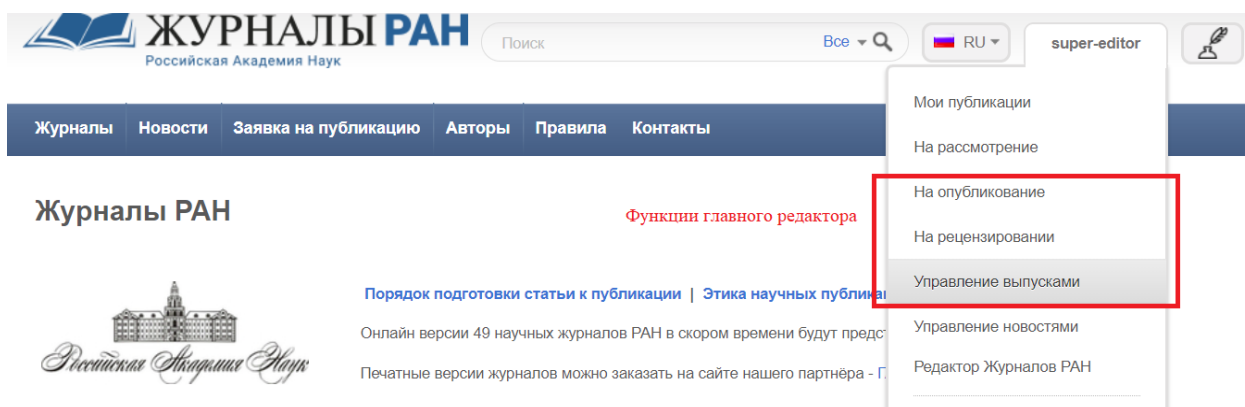 ЖУРНАЛЫ РАН
Российская Академия Наук
Поиск
Все
RU
super-editor
Журналы Новости Заявка на публикацию Авторы Правила Контакты
Мои публикации
На рассмотрение
На опубликование
На рецензировании
Управление выпусками
Управление новостями
Редактор Журналов РАН
Журналы РАН
Функции главного редактора
Российская Академия Наук
Порядок подготовки статьи к публикации | Этика научных
Онлайн версии 49 научных журналов РАН в скором времени будут
Печатные версии журналов можно заказать на сайте нашего партнёра -